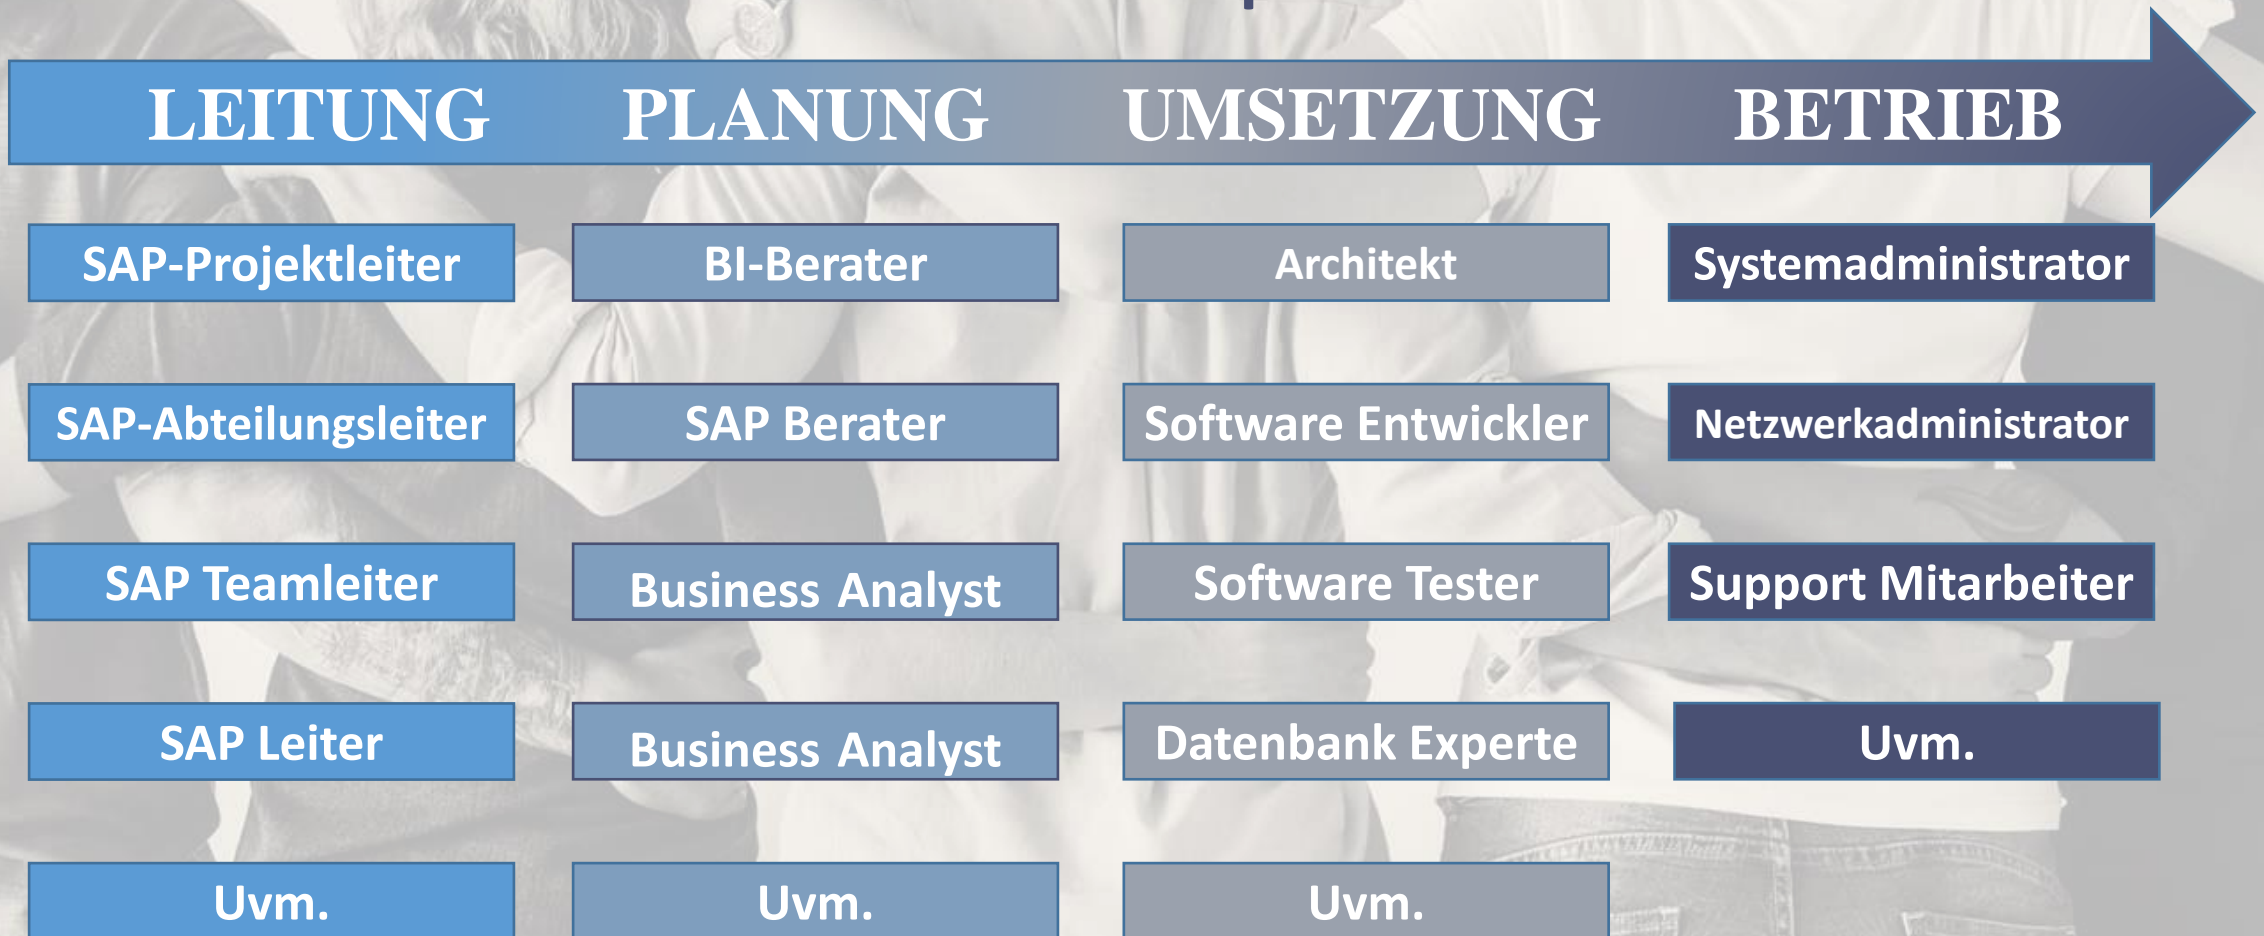 LEITUNG PLANUNG UMSETZUNG BETRIEB
SAP-Projektleiter BI-Berater Architekt Systemadministrator
SAP-Abteilungsleiter SAP Berater Software Entwickler Netzwerkadministrator
SAP Teamleiter Business Analyst Software Tester Support Mitarbeiter
SAP Leiter Business Analyst Datenbank Experte Uvm.
Uvm. Uvm. Uvm.